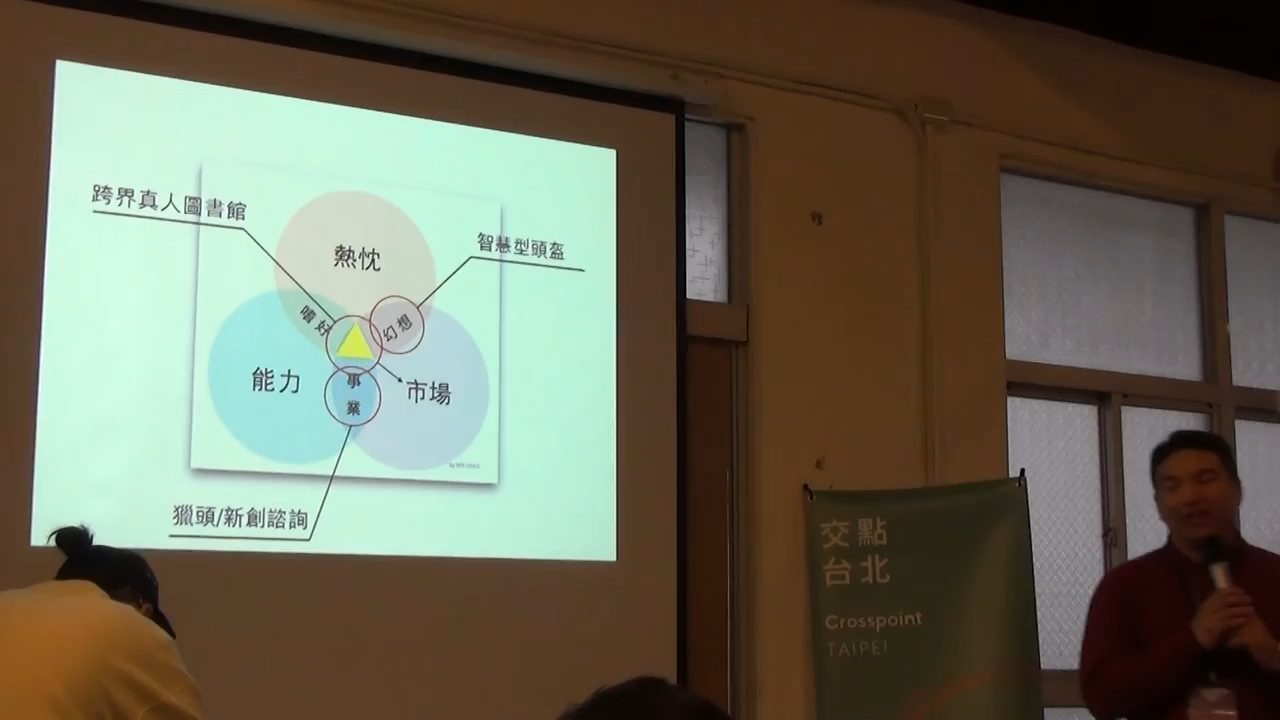 跨界真人圖書館
熱忱
智慧型頭盔
嗜好
幻想
能力
事業
市場
獵頭/新創諮詢
交點
台北
Crosspoint
TAIPEI